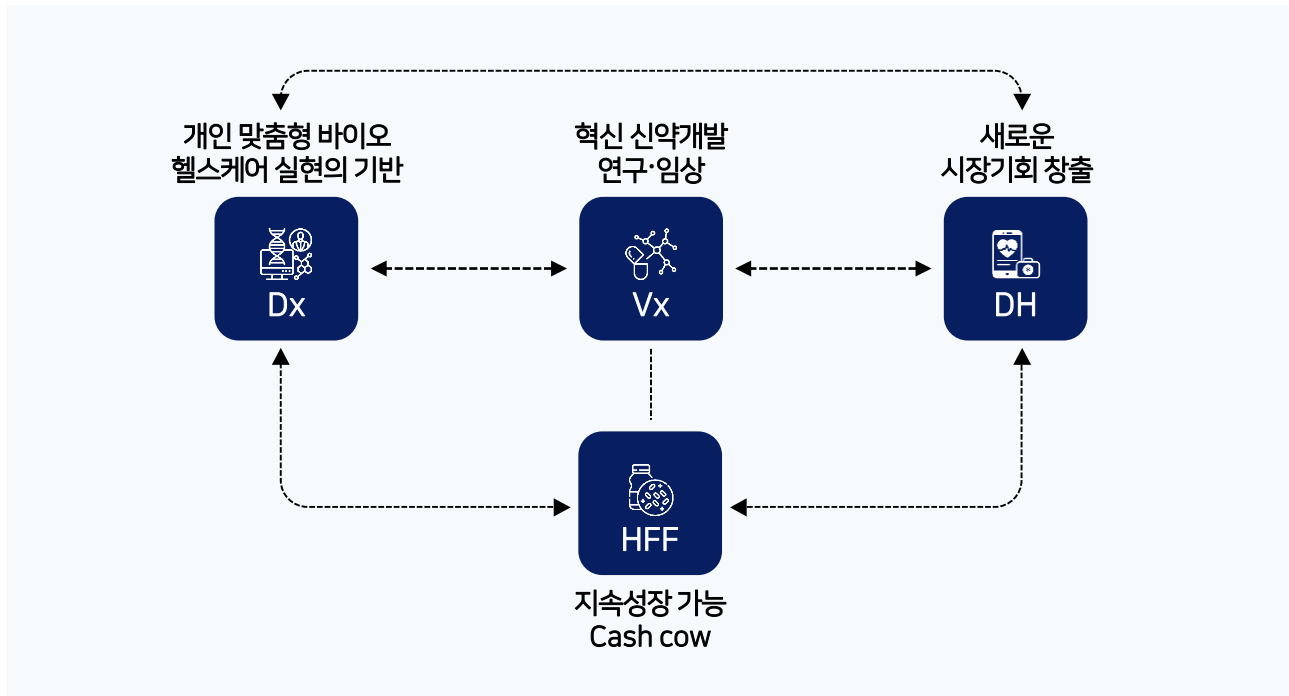 개인 맞춤형 바이오
헬스케어 실현의 기반
Dx
혁신 신약개발
연구·임상
Vx
새로운
시장기회 창출
DH
HFF
지속성장 가능
Cash cow